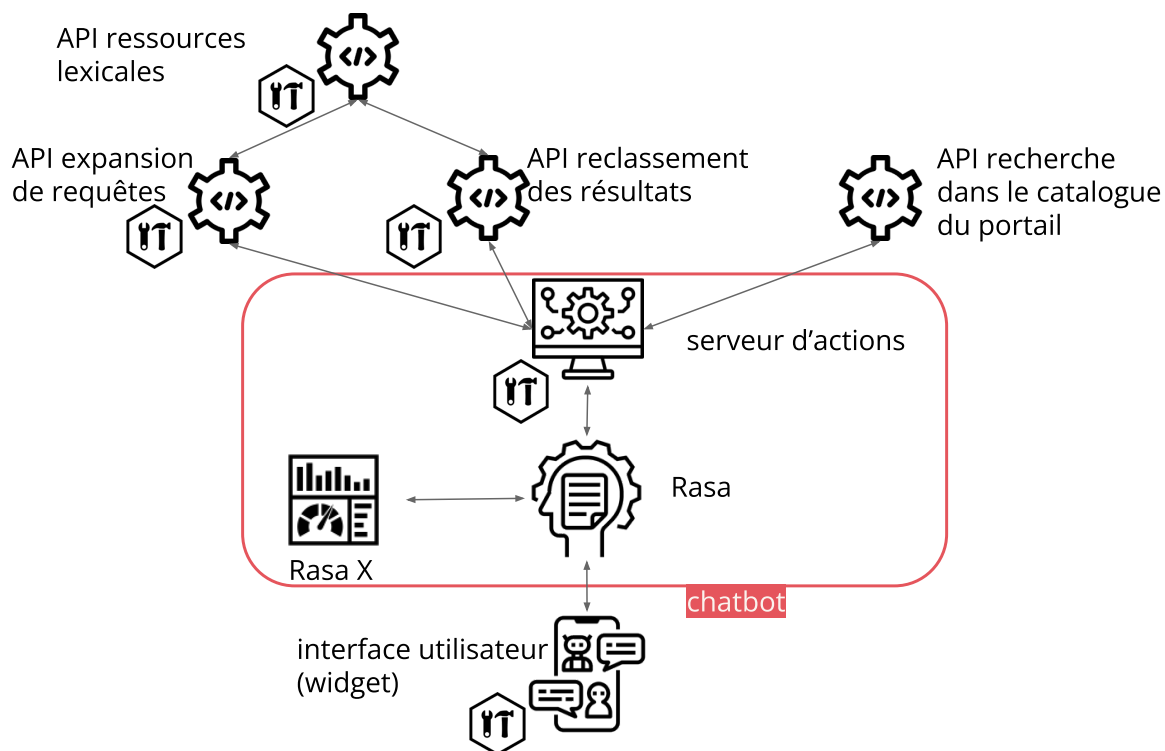 API ressources
lexicales
API expansion
de requêtes
API reclassement
des résultats
API recherche
dans le catalogue
du portail
serveur d’actions
Rasa
Rasa X
chatbot
interface utilisateur
(widget)